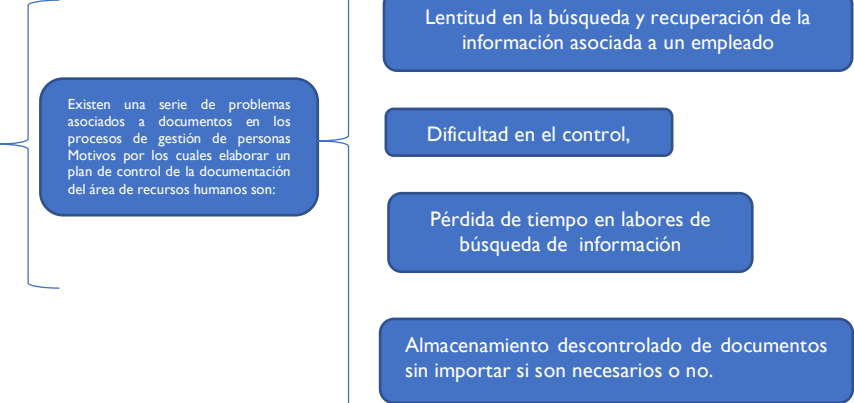 Existen una serie de problemas
asociados a documentos en los
procesos de gestión de personas
Motivos por los cuales elaborar un
plan de control de la documentación
del área de recursos humanos son:
Lentitud en la búsqueda y recuperación de la
información asociada a un empleado
Dificultad en el control,
Pérdida de tiempo en labores de
búsqueda de información
Almacenamiento descontrolado de documentos
sin importar si son necesarios o no.